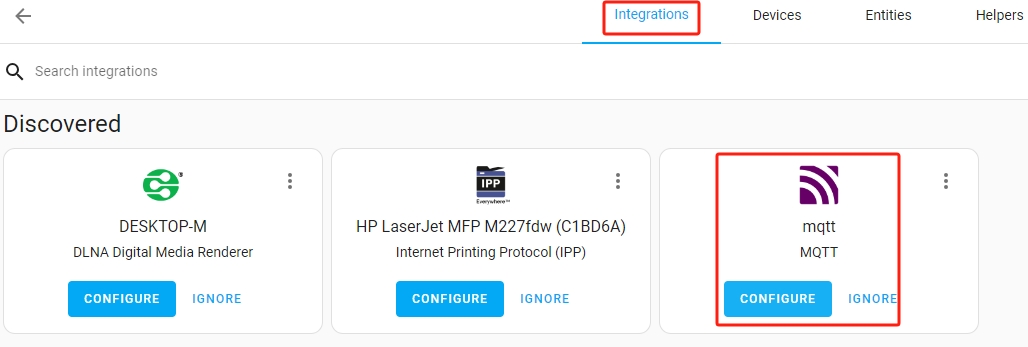 Integrations Devices Entities Helpers
Search integrations
Discovered
IPP
Everywhere™
DESKTOP-M HP LaserJet MFP M227fdw (C1BD6A) mqtt
DLNA Digital Media Renderer Internet Printing Protocol (IPP) MQTT
CONFIGURE IGNORE CONFIGURE IGNORE CONFIGURE IGNORE